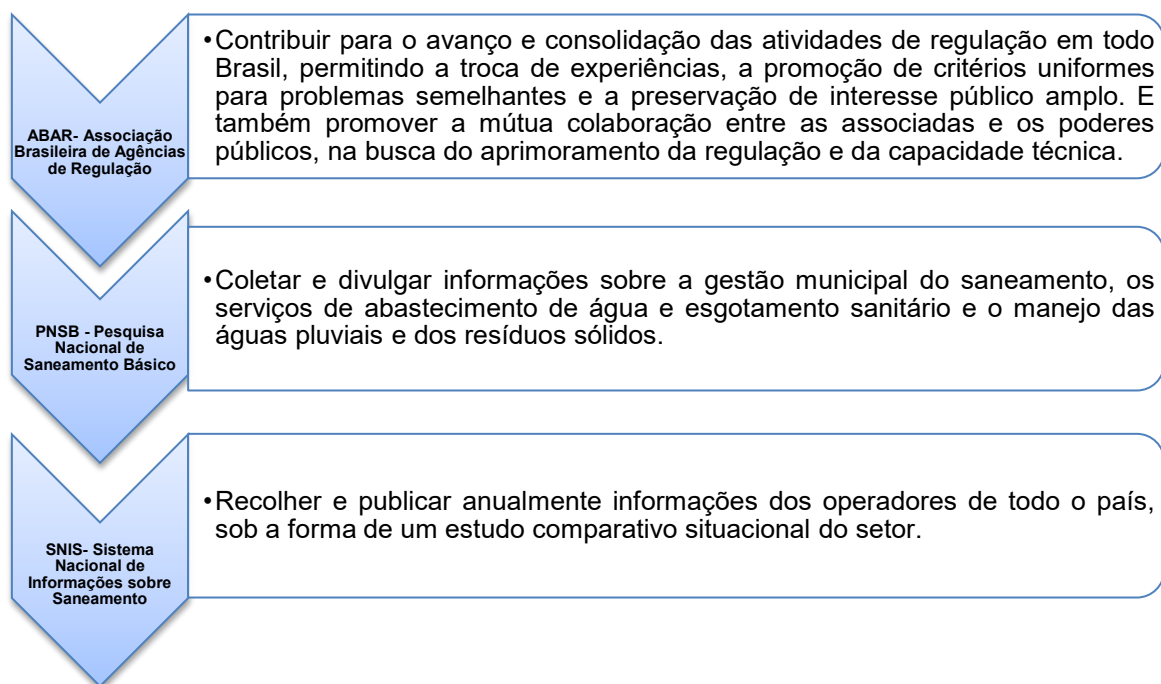 ABAR- Associação
Brasileira de Agências
de Regulação
•Contribuir para o avanço e consolidação das atividades de regulação em todo
Brasil, permitindo a troca de experiências, a promoção de critérios uniformes
para problemas semelhantes e a preservação de interesse público amplo. E
também promover a mútua colaboração entre as associadas e os poderes
públicos, na busca do aprimoramento da regulação e da capacidade técnica.
PNSB - Pesquisa
Nacional de
Saneamento Básico
•Coletar e divulgar informações sobre a gestão municipal do saneamento, os
serviços de abastecimento de água e esgotamento sanitário e o manejo das
águas pluviais e dos resíduos sólidos.
SNIS- Sistema
Nacional de
Informações sobre
Saneamento
•Recolher e publicar anualmente informações dos operadores de todo o país,
sob a forma de um estudo comparativo situacional do setor.